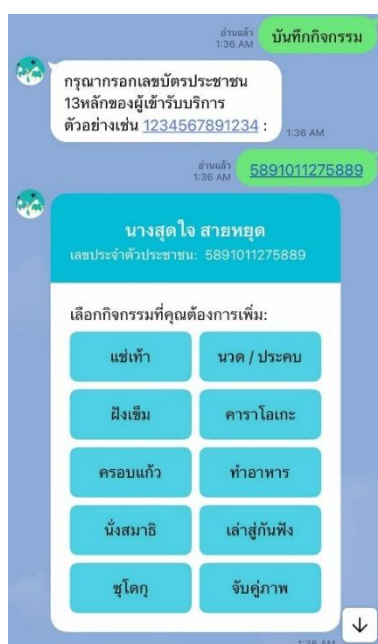 อ่านแล้ว
1:36 AM
บันทึกกิจกรรม
กรุณากรอกเลขบัตรประชาชน
13หลักของผู้เข้ารับบริการ
ตัวอย่างเช่น 1234567891234 :
1:36 AM
อ่านแล้ว
1:36 AM
5891011275889
นางสุดใจ สายหยุด
เลขประจำตัวประชาชน: 5891011275889
เลือกกิจกรรมที่คุณต้องการเพิ่ม:
แช่เท้า
นวด / ประคบ
ฝังเข็ม
คาราโอเกะ
ครอบแก้ว
ทำอาหาร
นั่งสมาธิ
เล่าสู่กันฟัง
ซูโดกุ
จับคู่ภาพ
1:36 AM